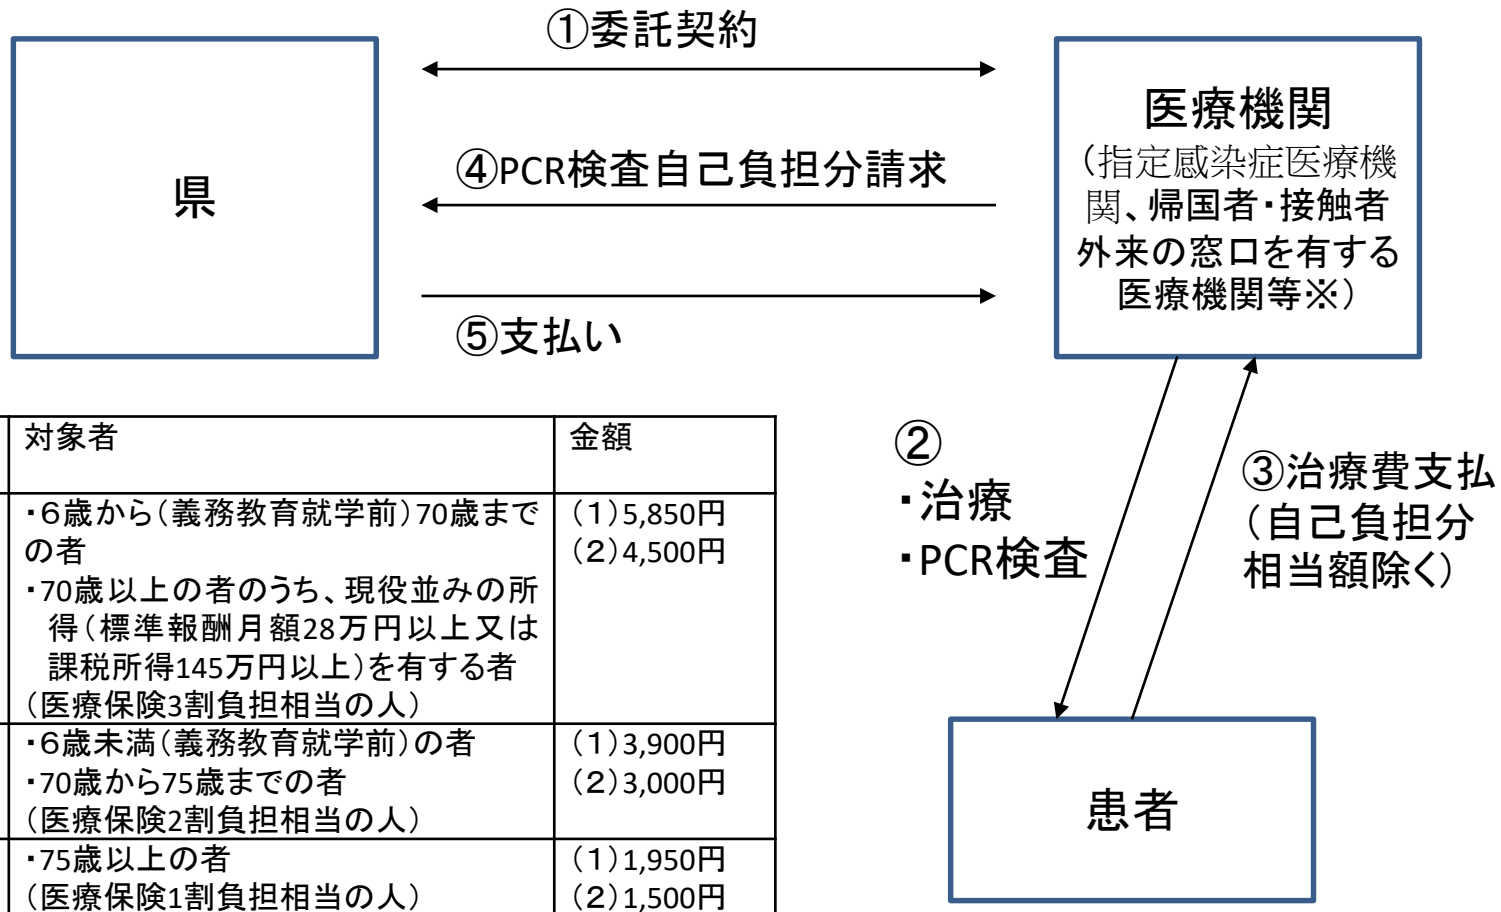 ①委託契約
県
④PCR検査自己負担分請求
⑤支払い
医療機関
（指定感染症医療機
関、帰国者・接触者
外来の窓口を有する
医療機関等※）
対象者
金額
・６歳から（義務教育就学前）70歳まで
の者
・70歳以上の者のうち、現役並みの所
得（標準報酬月額28万円以上又は
課税所得145万円以上）を有する者
（医療保険3割負担相当の人）
（１）5,850円
（２）4,500円
・６歳未満（義務教育就学前）の者
・70歳から75歳までの者
（医療保険2割負担相当の人）
（１）3,900円
（２）3,000円
・75歳以上の者
（医療保険1割負担相当の人）
（１）1,950円
（２）1,500円
②
・治療
・PCR検査
③治療費支払
（自己負担分
相当額除く）
患者